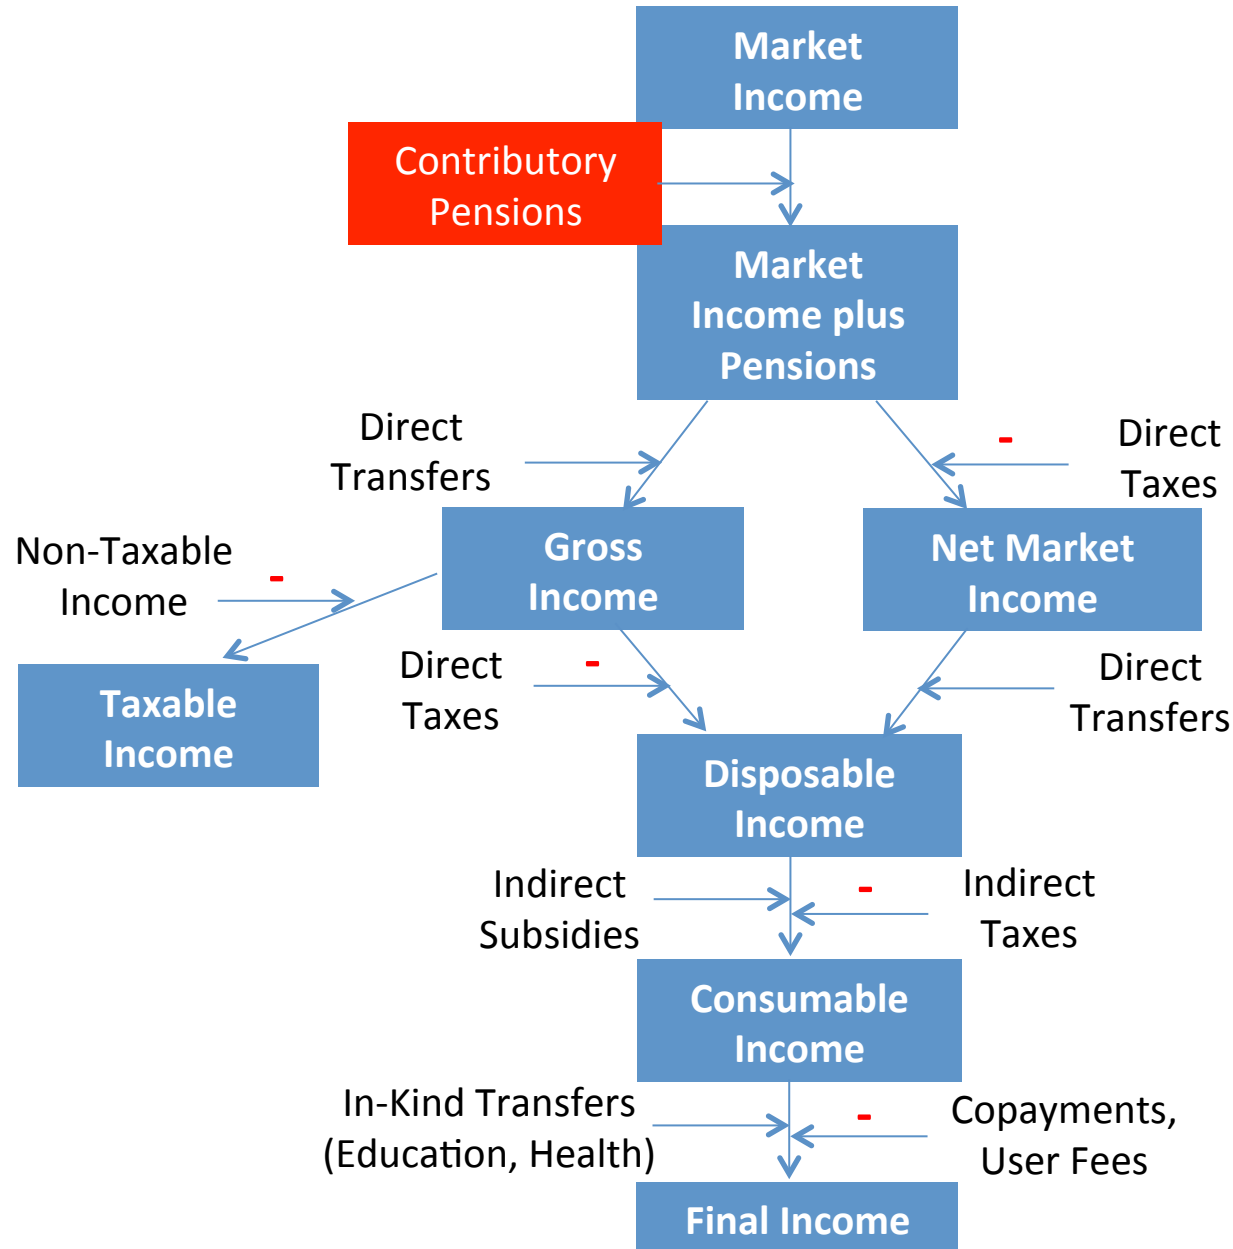 Market
Income
Contributory
Pensions
Market
Income plus
Pensions
Direct
Transfers
-
Direct
Taxes
Non-Taxable
Income
-
Gross
Income
Net Market
Income
Taxable
Income
Direct
Taxes
-
Direct
Transfers
Disposable
Income
Indirect
Subsidies
-
Indirect
Taxes
Consumable
Income
In-Kind Transfers
(Education, Health)
-
Copayments,
User Fees
Final Income